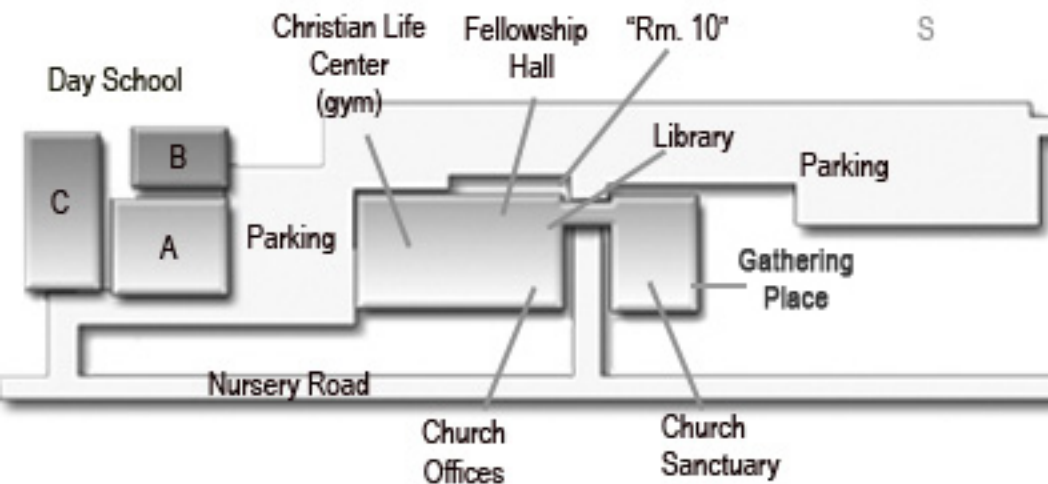 Christian Life
Center
(gym)
Fellowship
Hall
"Rm. 10"
S
Day School
Library
B
Parking
C
A
Parking
Gathering
Place
Nursery Road
Church
Offices
Church
Sanctuary